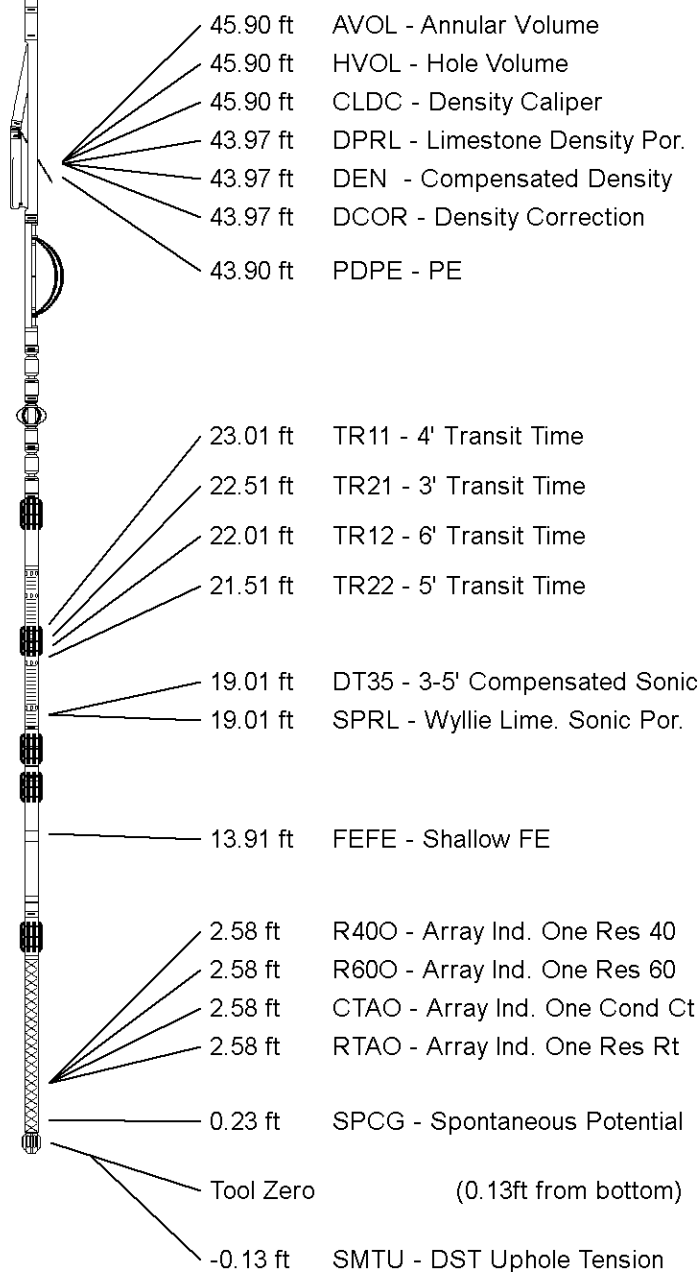 45.90 ft AVOL - Annular Volume
45.90 ft HVOL - Hole Volume
45.90 ft CLDC - Density Caliper
43.97 ft DPRL - Limestone Density Por.
43.97 ft DEN - Compensated Density
43.97 ft DCOR - Density Correction
43.90 ft PDPE - PE
23.01 ft TR11 - 4' Transit Time
22.51 ft TR21 - 3' Transit Time
22.01 ft TR12 - 6' Transit Time
21.51 ft TR22 - 5' Transit Time
19.01 ft DT35 - 3-5' Compensated Sonic
19.01 ft SPRL - Wyllie Lime. Sonic Por.
13.91 ft FEFE - Shallow FE
2.58 ft R40O - Array Ind. One Res 40
2.58 ft R60O - Array Ind. One Res 60
2.58 ft CTAO - Array Ind. One Cond Ct
2.58 ft RTAO - Array Ind. One Res Rt
0.23 ft SPCG - Spontaneous Potential
Tool Zero (0.13ft from bottom)
-0.13 ft SMTU - DST Uphole Tension